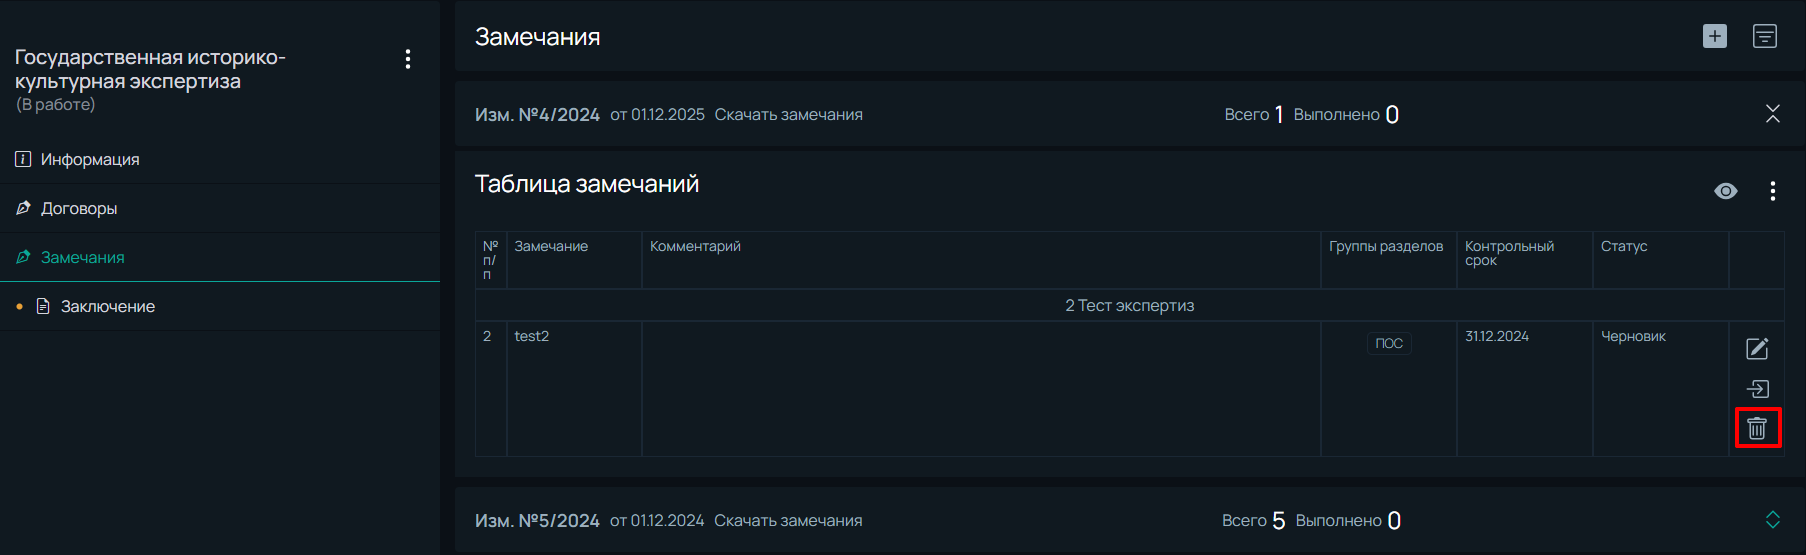 Государственная историко-
культурная экспертиза
(В работе)
Информация
Договоры
Замечания
Заключение
Замечания
Изм. №4/2024 от 01.12.2025 Скачать замечания Всего 1 Выполнено 0
Таблица замечаний
№ п/п Замечание Комментарий Группы разделов Контрольный срок Статус
2 Тест экспертиз
2 test2 ПОС 31.12.2024 Черновик
Изм. №5/2024 от 01.12.2024 Скачать замечания Всего 5 Выполнено 0